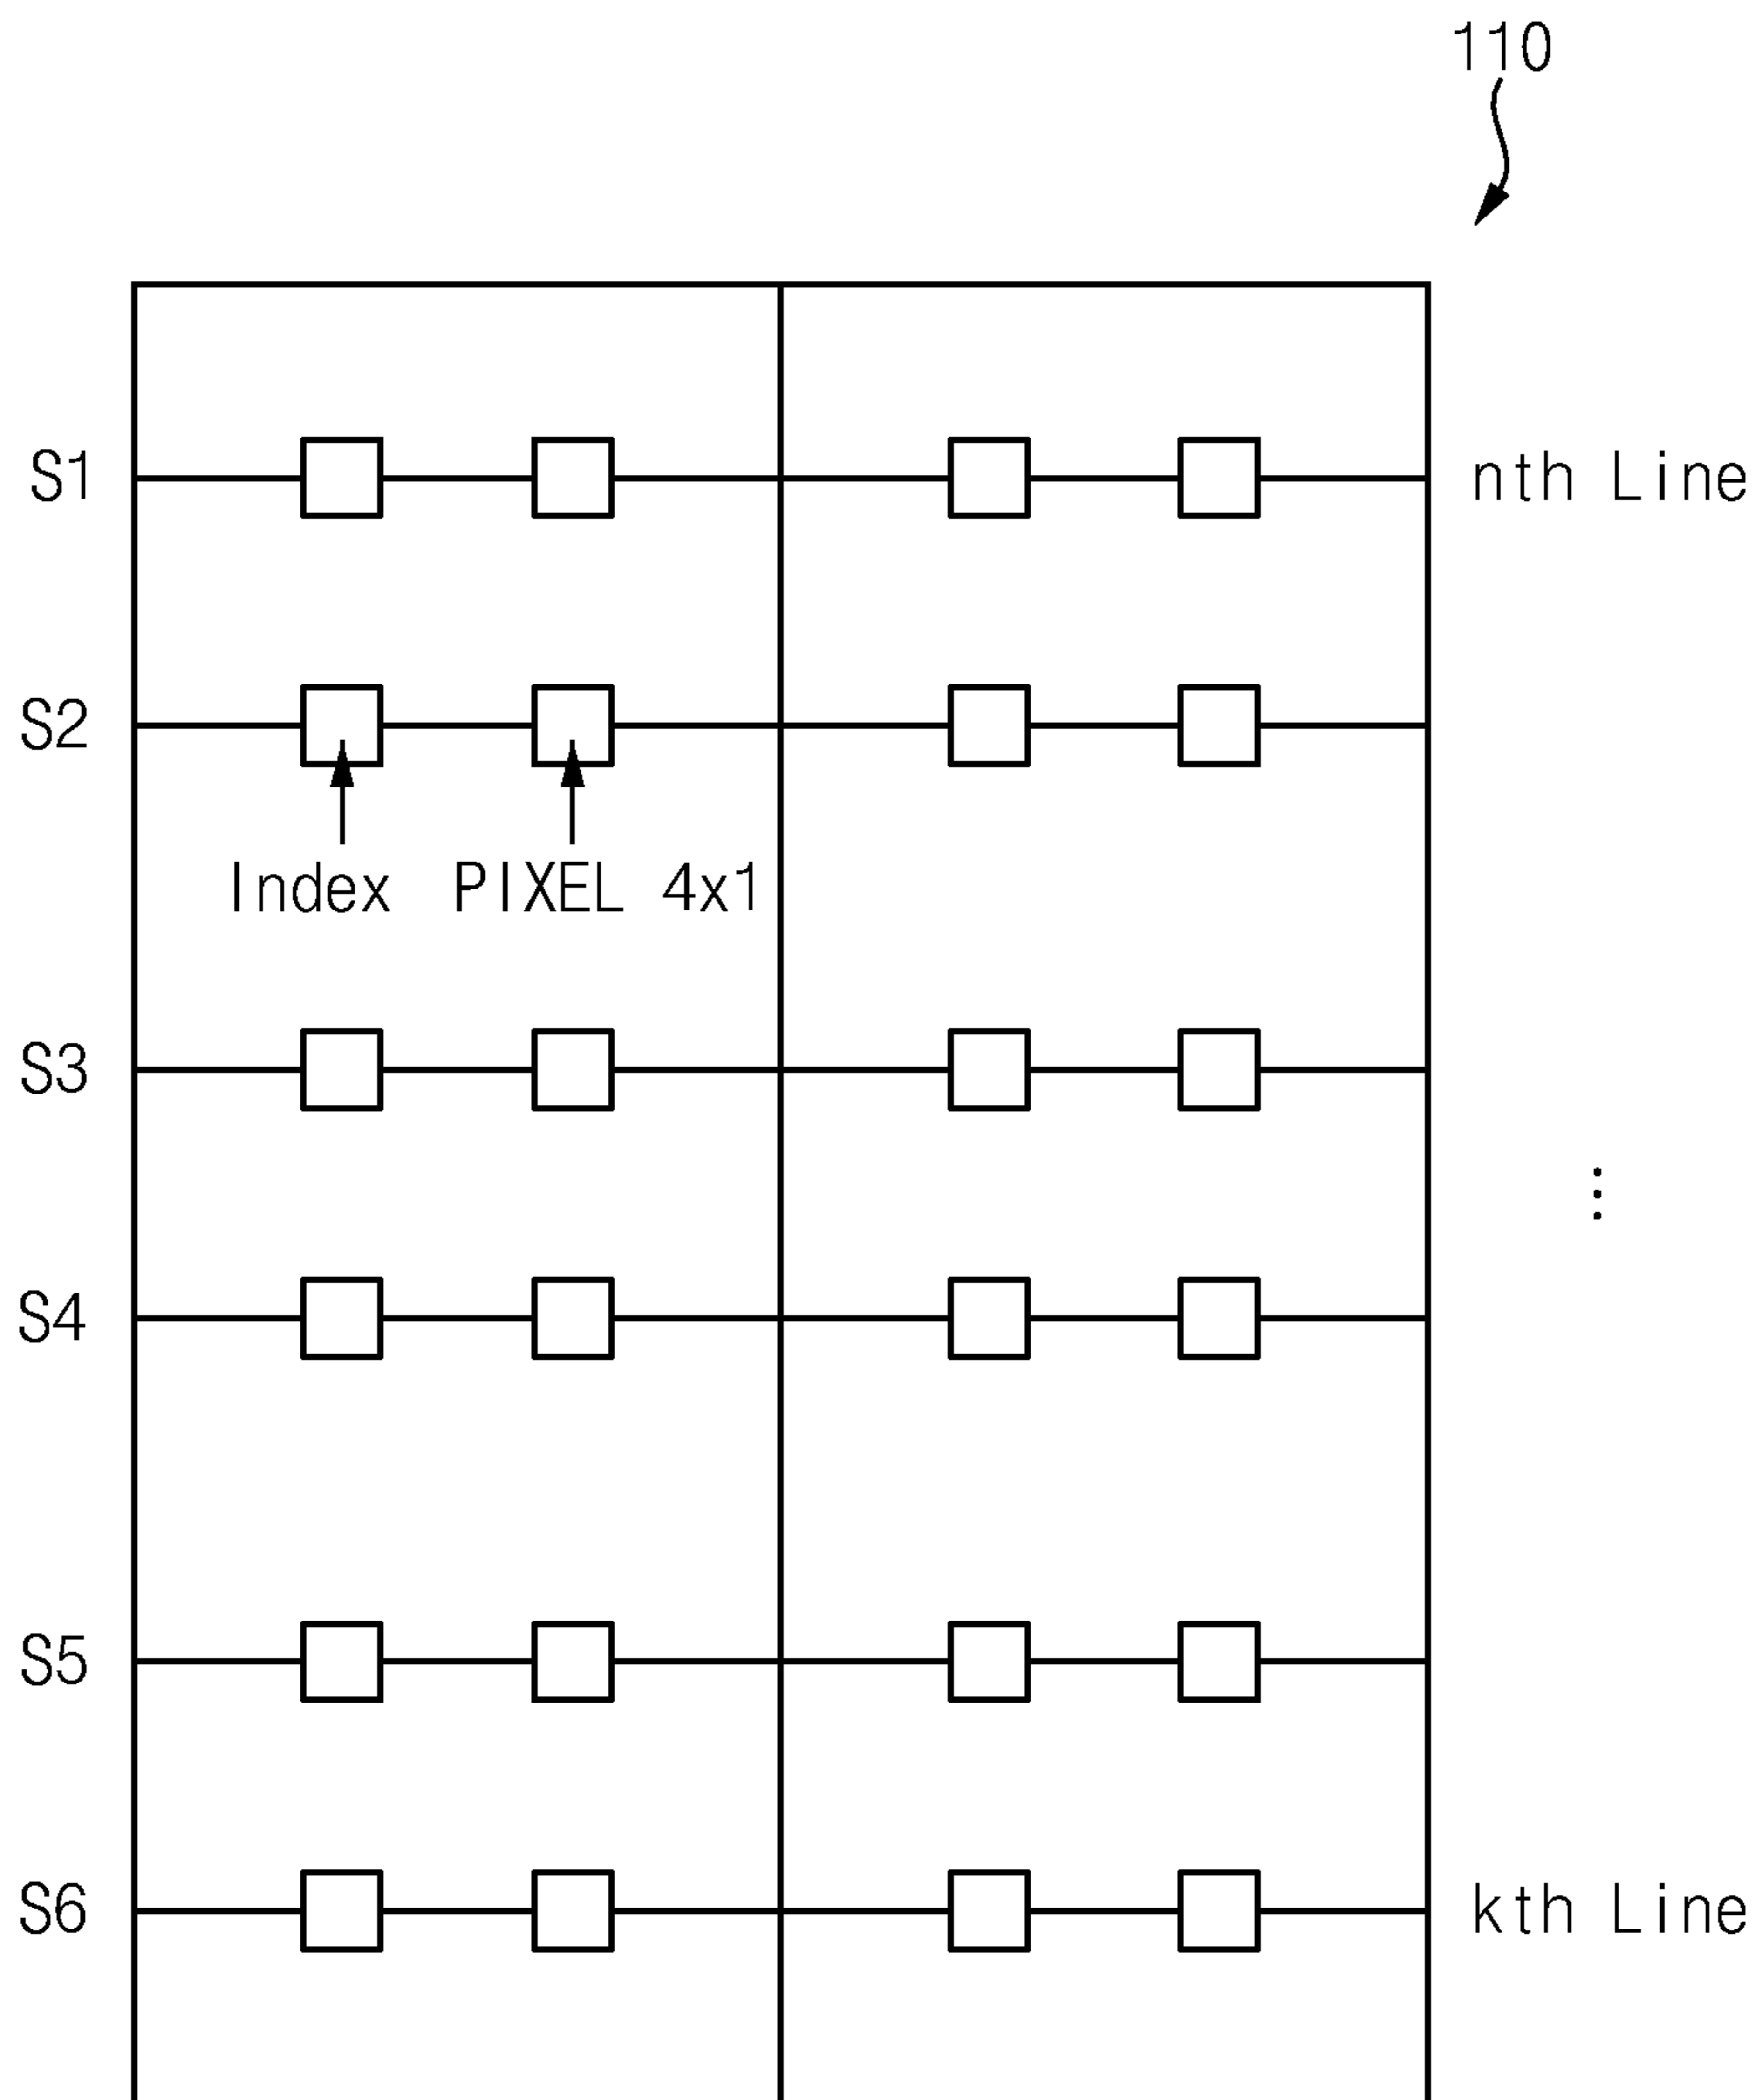 110
S1 nth Line
S2
Index PIXEL 4x1
S3
⋮
S4
S5
S6 kth Line